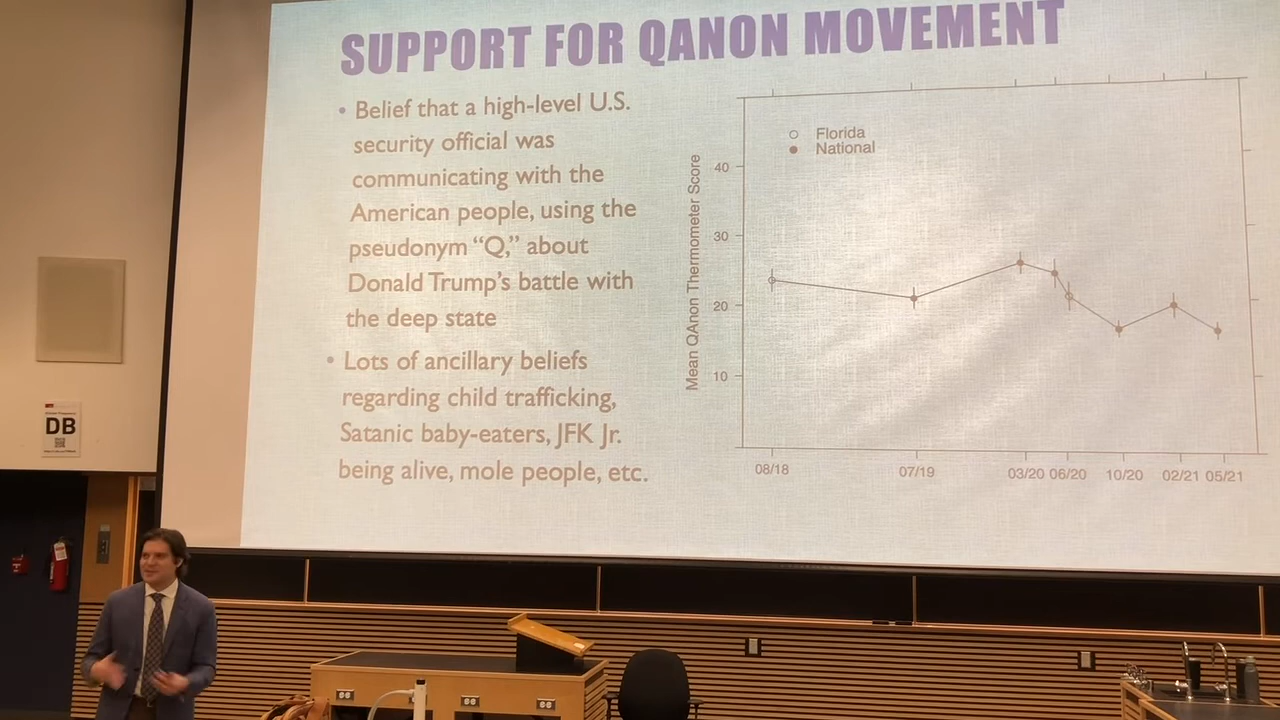 SUPPORT FOR QANON MOVEMENT
• Belief that a high-level U.S.
security official was
communicating with the
American people, using the
pseudonym “Q,” about
Donald Trump’s battle with
the deep state
• Lots of ancillary beliefs
regarding child trafficking,
Satanic baby-eaters, JFK Jr.
being alive, mole people, etc.
Florida
National
Mean QAnon Thermometer Score
40
30
20
10
08/18 07/19 03/20 06/20 10/20 02/21 05/21
DB